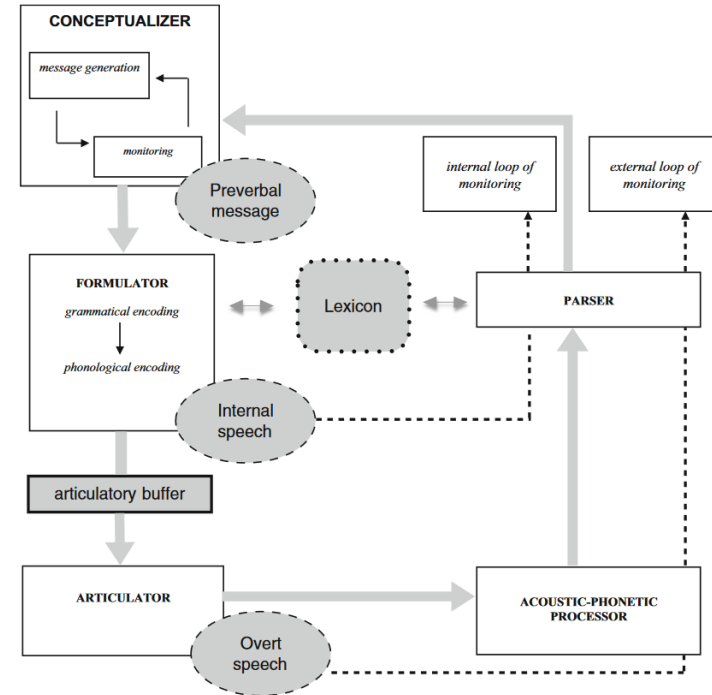 CONCEPTUALIZER
message generation
monitoring
Preverbal
message
internal loop of
monitoring
external loop of
monitoring
FORMULATOR
grammatical encoding
phonological encoding
Lexicon
PARSER
Internal
speech
articulatory buffer
ARTICULATOR
ACOUSTIC-PHONETIC
PROCESSOR
Overt
speech